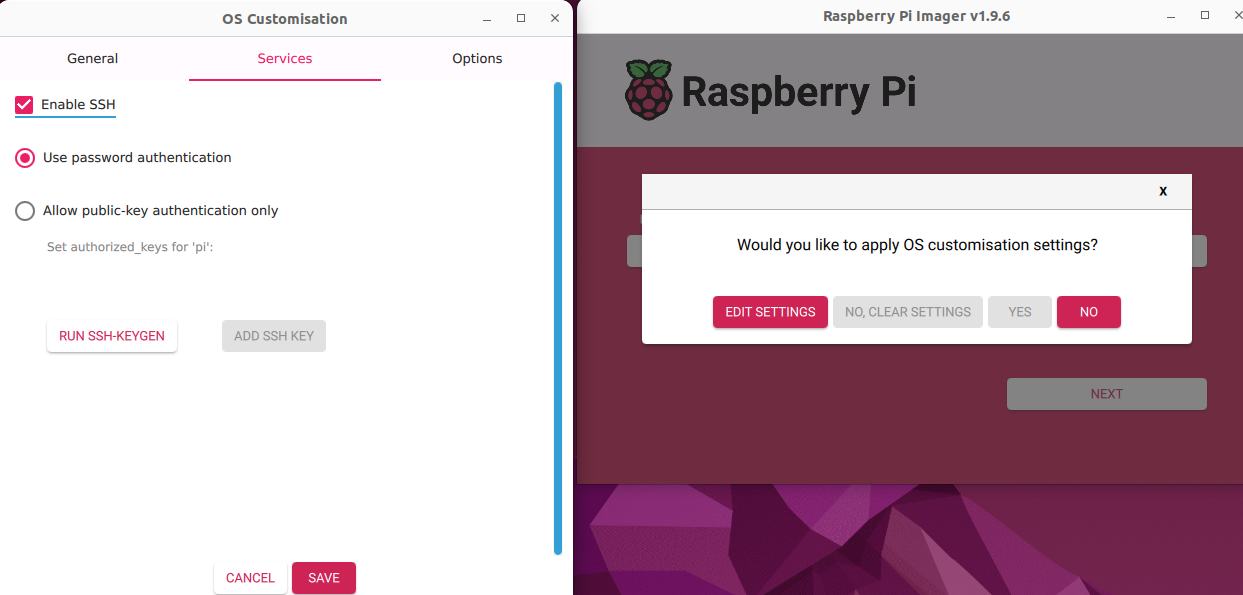 OS Customisation
General Services Options
Enable SSH
Use password authentication
Allow public-key authentication only
Set authorized_keys for 'pi':
RUN SSH-KEYGEN ADD SSH KEY
CANCEL SAVE
Raspberry Pi Imager v1.9.6
Raspberry Pi
X
Would you like to apply OS customisation settings?
EDIT SETTINGS NO, CLEAR SETTINGS YES NO
NEXT